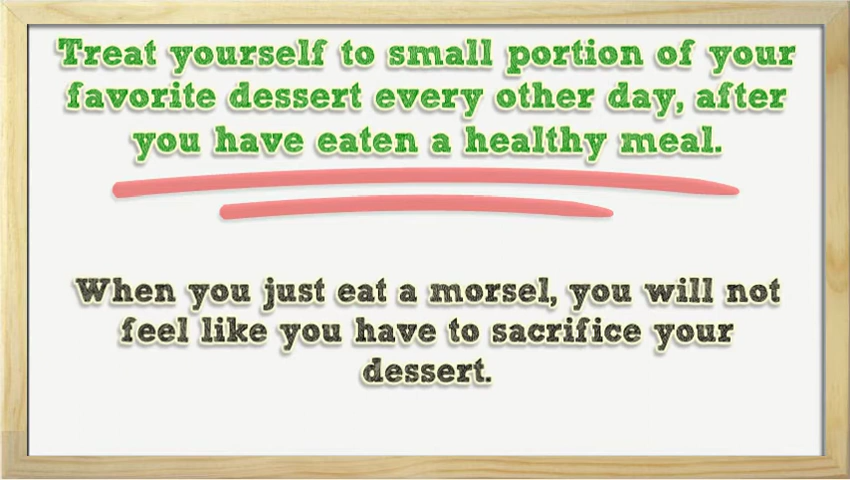 Treat yourself to small portion of your
favorite dessert every other day, after
you have eaten a healthy meal.
When you just eat a morsel, you will not
feel like you have to sacrifice your
dessert.